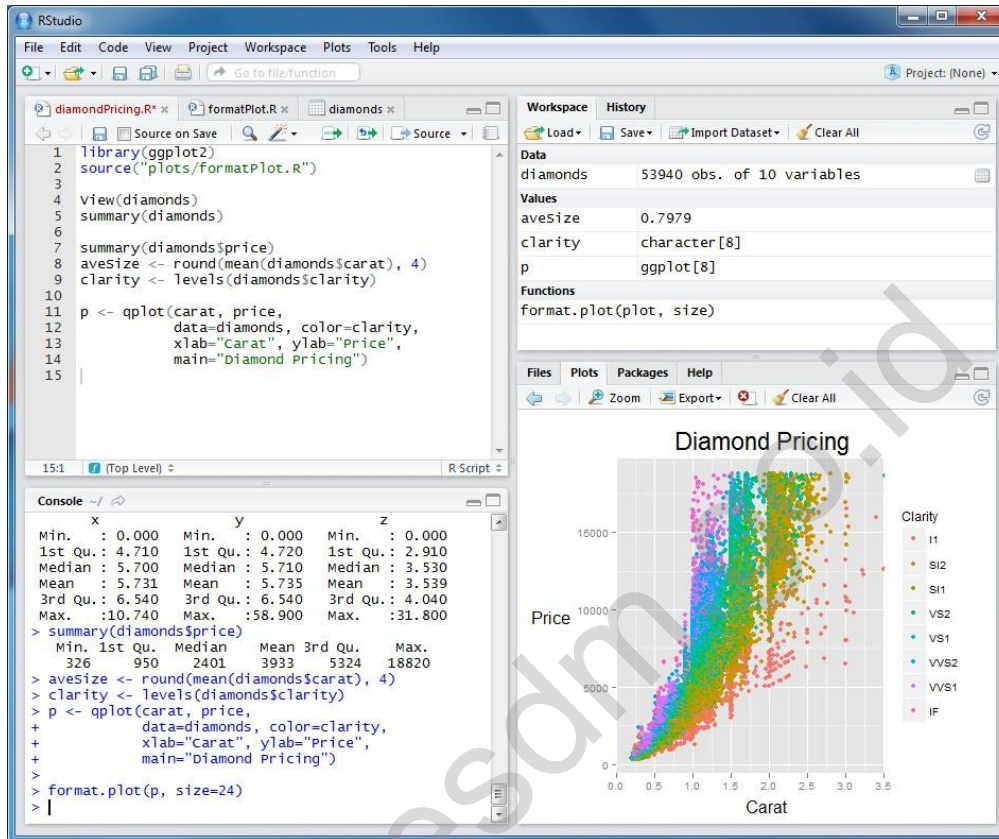 RStudio
File Edit Code View Project Workspace Plots Tools Help
Go to file/function
Project: (None)
diamondPricing.R*
formatPlot.R
diamonds
Source on Save
Source
1 library(ggplot2)
2 source("plots/formatPlot.R")
3
4 View(diamonds)
5 summary(diamonds)
6
7 summary(diamonds$price)
8 aveSize <- round(mean(diamonds$carat), 4)
9 clarity <- levels(diamonds$clarity)
10
11 p <- qplot(carat, price,
12 data=diamonds, color=clarity,
13 xlab="Carat", ylab="Price",
14 main="Diamond Pricing")
15
15:1 (Top Level) R Script
Console ~/
x y z
Min. : 0.000 Min. : 0.000 Min. : 0.000
1st Qu.: 4.710 1st Qu.: 4.720 1st Qu.: 2.910
Median : 5.700 Median : 5.710 Median : 3.530
Mean : 5.731 Mean : 5.735 Mean : 3.539
3rd Qu.: 6.540 3rd Qu.: 6.540 3rd Qu.: 4.040
Max. :10.740 Max. :58.900 Max. :31.800
> summary(diamonds$price)
Min. 1st Qu. Median Mean 3rd Qu. Max.
326 950 2401 3933 5324 18820
> aveSize <- round(mean(diamonds$carat), 4)
> clarity <- levels(diamonds$clarity)
> p <- qplot(carat, price,
+ data=diamonds, color=clarity,
+ xlab="Carat", ylab="Price",
+ main="Diamond Pricing")
>
> format.plot(p, size=24)
>
Workspace History
Load Save Import Dataset Clear All
Data
diamonds 53940 obs. of 10 variables
Values
aveSize 0.7979
clarity character[8]
p ggplot[8]
Functions
format.plot(plot, size)
Files Plots Packages Help
Zoom Export Clear All
Diamond Pricing
Price
15000
10000
5000
0
0.0 0.5 1.0 1.5 2.0 2.5 3.0 3.5
Carat
Clarity
I1
SI2
SI1
VS2
VS1
VVS2
VVS1
IF